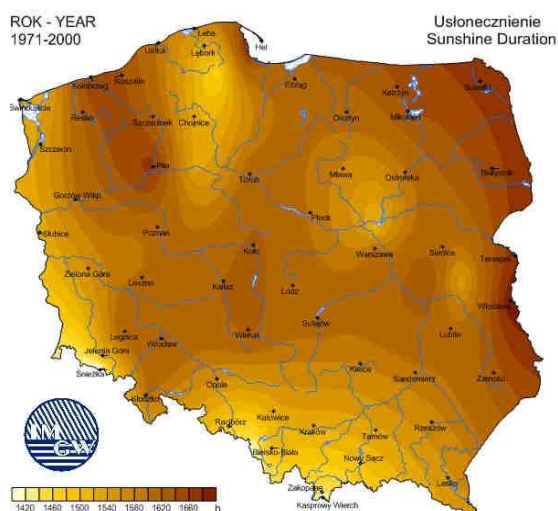 ROK - YEAR
1971-2000
Usłonecznienie
Sunshine Duration
Łeba
Hel
Ustka
Lębork
Koszalin
Kołobrzeg
Elbląg
Kętrzyn
Suwałki
Świnoujście
Resko
Szczecinek
Chojnice
Olsztyn
Mikołajki
Szczecin
Piła
Toruń
Mława
Ostrołęka
Białystok
Gorzów Wlkp.
Płock
Słubice
Poznań
Koło
Warszawa
Siedlce
Terespol
Zielona Góra
Leszno
Kalisz
Łódź
Włodawa
Sulejów
Legnica
Wrocław
Wieluń
Lublin
Jelenia Góra
Śnieżka
Kielce
Sandomierz
Zamość
Opole
Kłodzko
Racibórz
Katowice
Kraków
Tarnów
Rzeszów
Bielsko-Biała
Nowy Sącz
Lesko
Zakopane
Kasprowy Wierch
IM
GW
1420 1460 1500 1540 1580 1620 1660 h